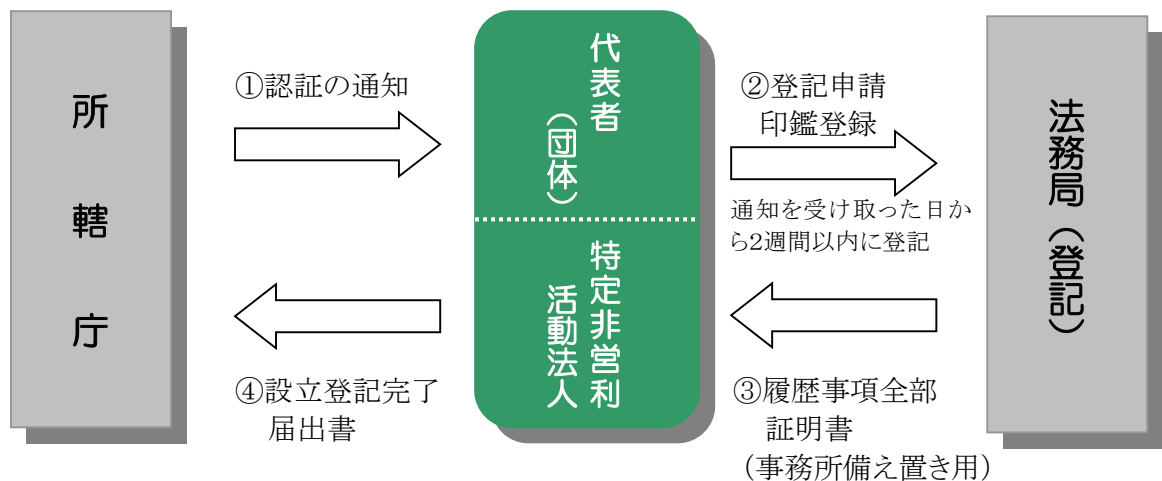 所轄庁
①認証の通知
代表者
(団体)
②登記申請
印鑑登録
通知を受け取った日か
ら2週間以内に登記
法務局(登記)
特定非営利
活動法人
③履歴事項全部
証明書
(事務所備え置き用)
④設立登記完了
届出書